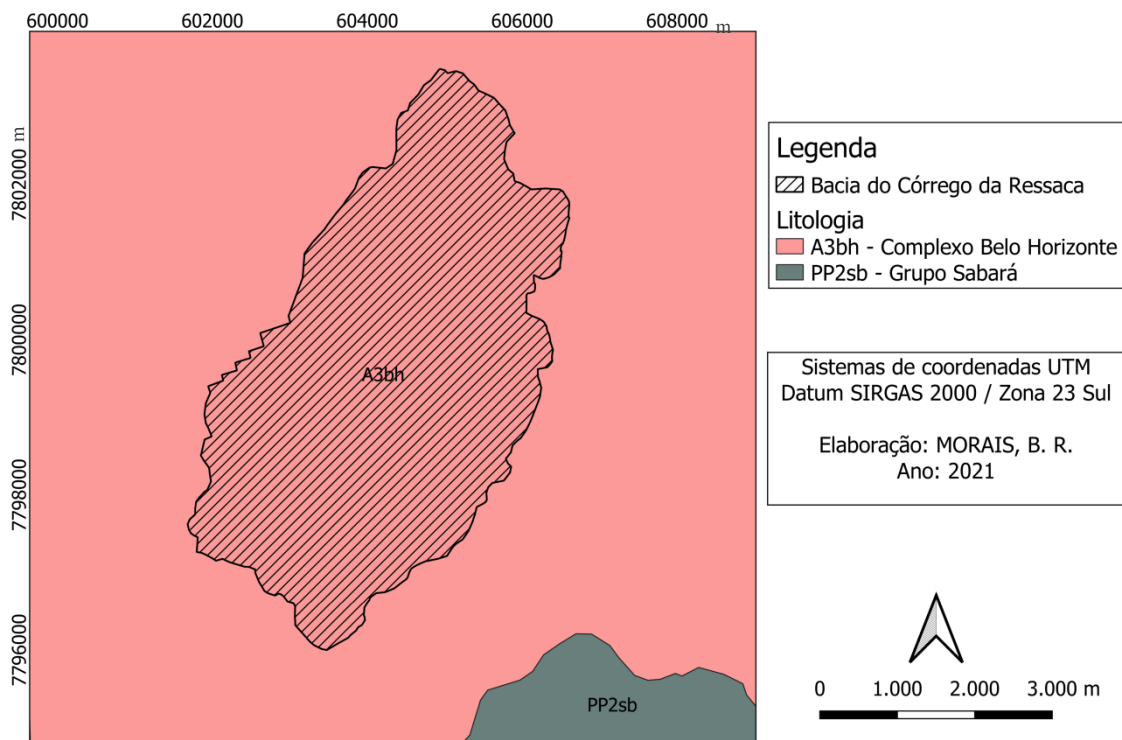 600000
602000
604000
606000
608000
m
7802000 m
7800000
7798000
7796000
A3bh
PP2sb
Legenda
Bacia do Córrego da Ressaca
Litologia
A3bh - Complexo Belo Horizonte
PP2sb - Grupo Sabará
Sistemas de coordenadas UTM
Datum SIRGAS 2000 / Zona 23 Sul
Elaboração: MORAIS, B. R.
Ano: 2021
0 1.000 2.000 3.000 m